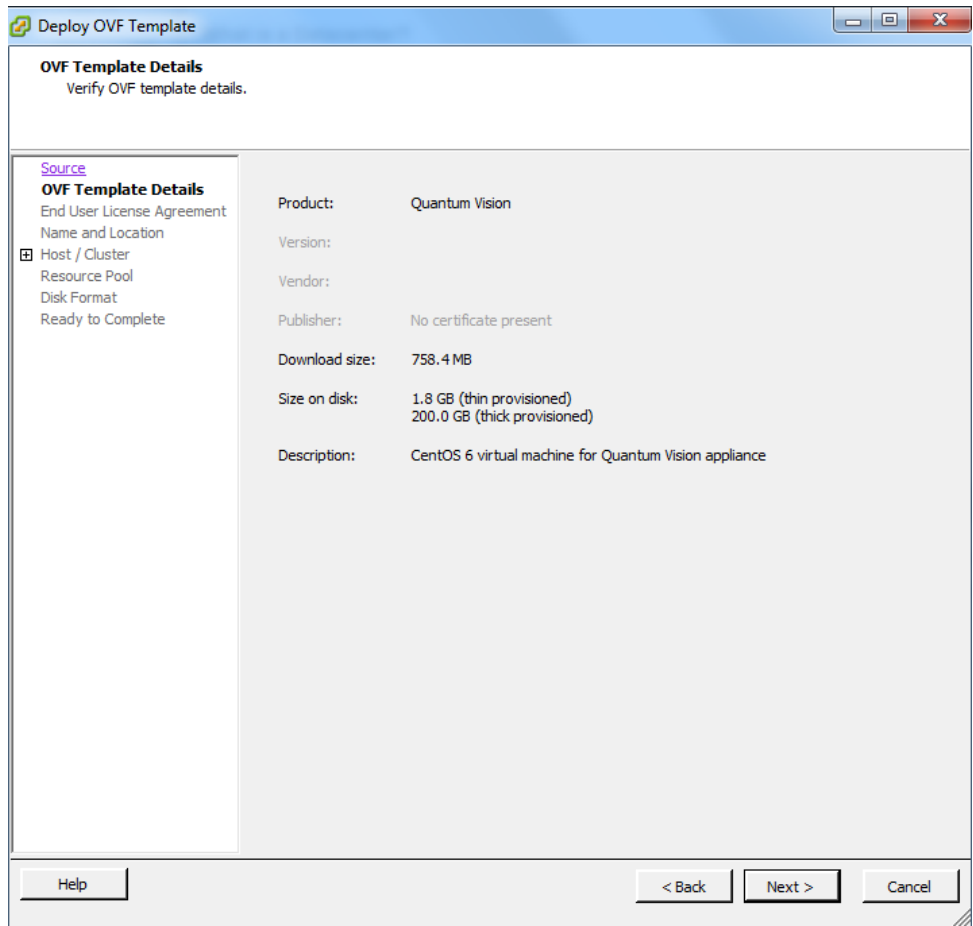 Deploy OVF Template
OVF Template Details
Verify OVF template details.
Source
OVF Template Details
End User License Agreement
Name and Location
Host / Cluster
Resource Pool
Disk Format
Ready to Complete
Product: Quantum Vision
Version:
Vendor:
Publisher: No certificate present
Download size: 758.4 MB
Size on disk: 1.8 GB (thin provisioned)
200.0 GB (thick provisioned)
Description: CentOS 6 virtual machine for Quantum Vision appliance
Help
< Back
Next >
Cancel